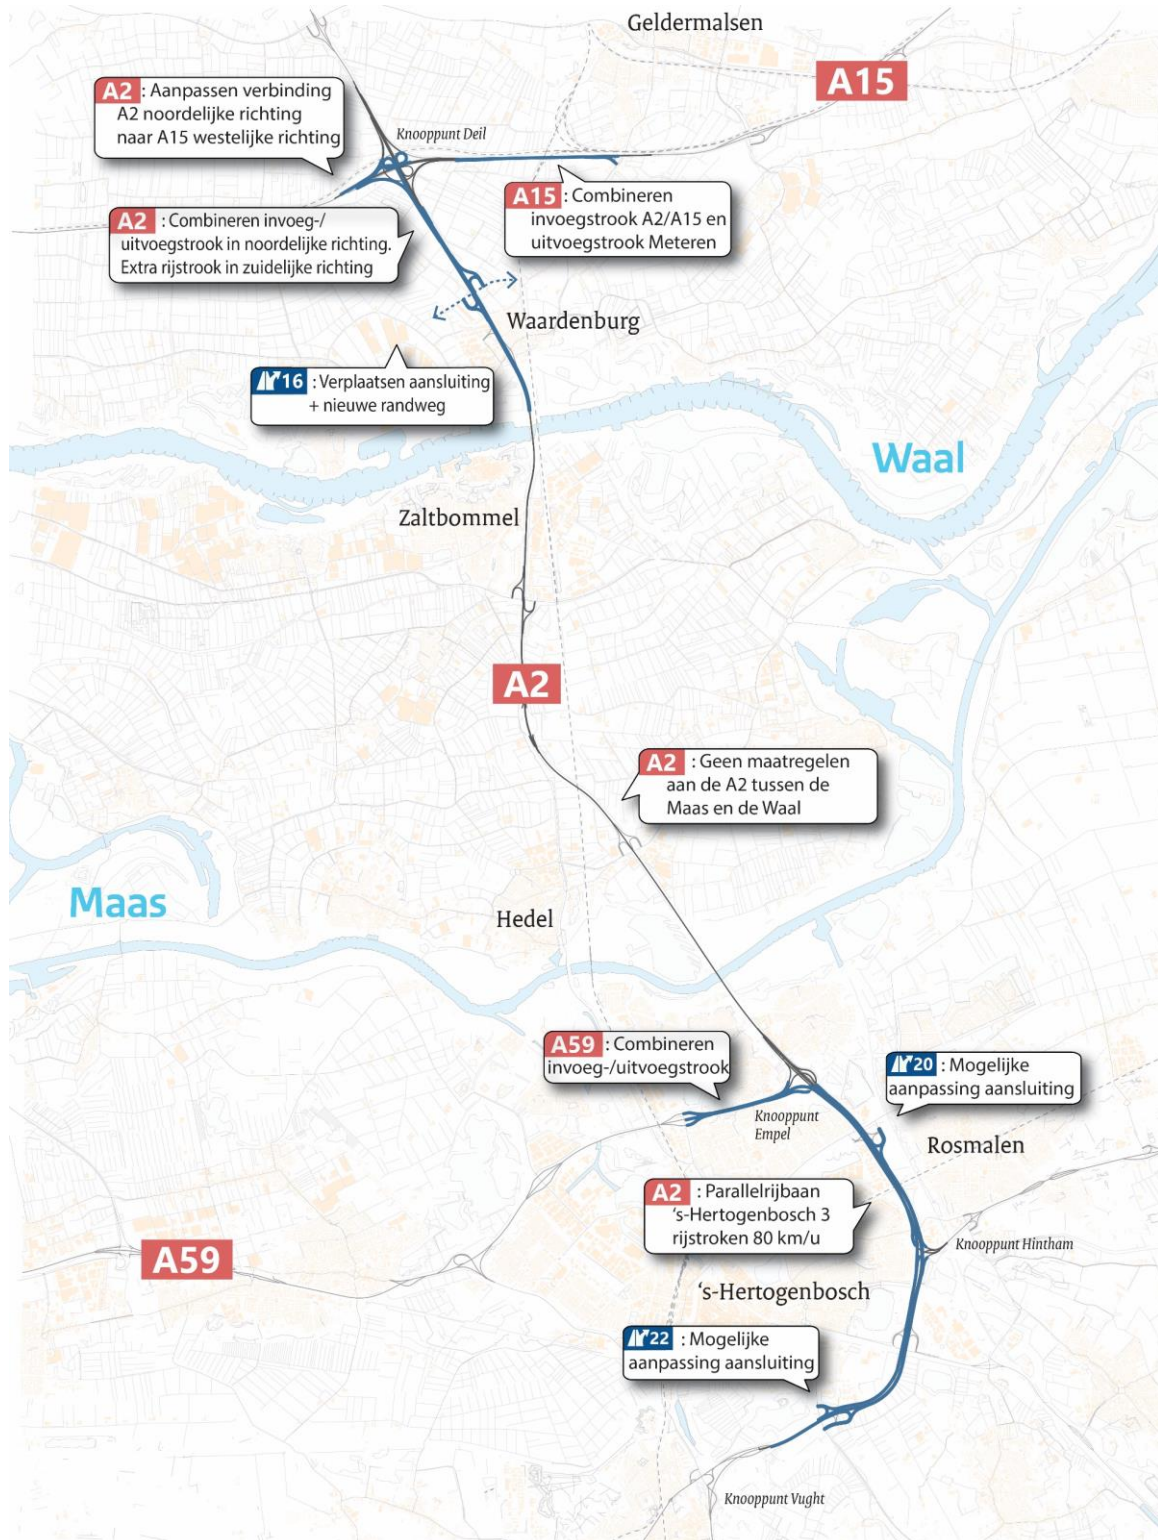 Geldermalsen
A15
A2 : Aanpassen verbinding
A2 noordelijke richting
naar A15 westelijke richting
Knooppunt Deil
A15 : Combineren
invoegstrook A2/A15 en
uitvoegstrook Meteren
A2 : Combineren invoeg-/
uitvoegstrook in noordelijke richting.
Extra rijstrook in zuidelijke richting
Waardenburg
16 : Verplaatsen aansluiting
+ nieuwe randweg
Waal
Zaltbommel
A2
A2 : Geen maatregelen
aan de A2 tussen de
Maas en de Waal
Maas
Hedel
A59 : Combineren
invoeg-/uitvoegstrook
20 : Mogelijke
aanpassing aansluiting
Knooppunt
Empel
Rosmalen
A2 : Parallelrijbaan
‘s-Hertogenbosch 3
rijstroken 80 km/u
Knooppunt Hintham
A59
‘s-Hertogenbosch
22 : Mogelijke
aanpassing aansluiting
Knooppunt Vught